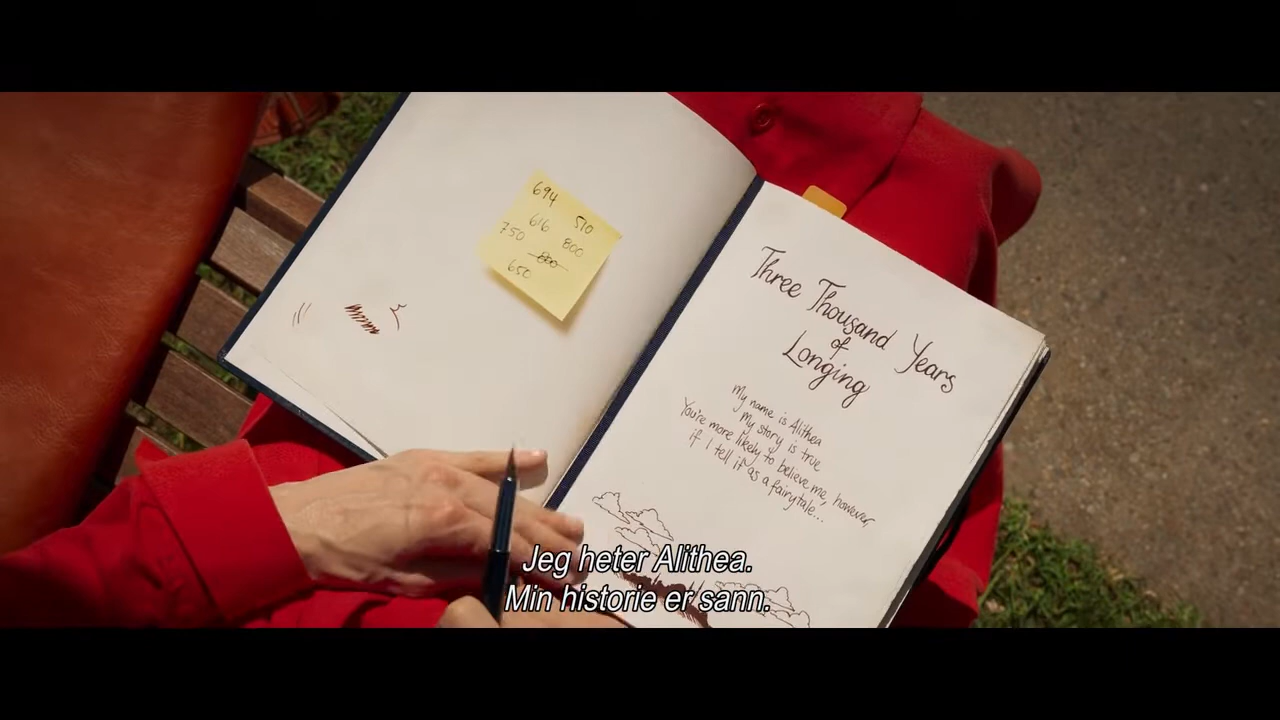 694
510
616
750
800
800
650
Three Thousand Years
of
Longing
My name is Alithea
My story is true
You're more likely to believe me, however,
if I tell it as a fairytale...
Jeg heter Alithea.
Min historie er sann.